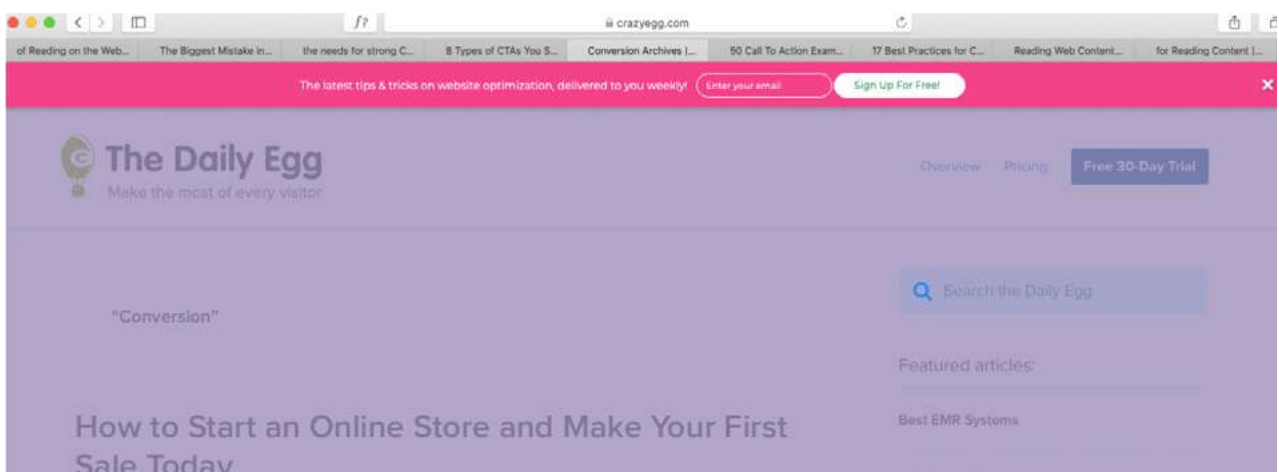 crazyegg.com
of Reading on the Web... The Biggest Mistake in... the needs for strong C... 8 Types of CTAs You S... Conversion Archives |... 50 Call To Action Exam... 17 Best Practices for C... Reading Web Content... for Reading Content |...
The latest tips & tricks on website optimization, delivered to you weekly! Enter your email Sign Up For Free!
The Daily Egg
Make the most of every visitor
Overview Pricing Free 30-Day Trial
Search the Daily Egg
"Conversion"
Featured articles:
How to Start an Online Store and Make Your First
Sale Today
Best EMR Systems